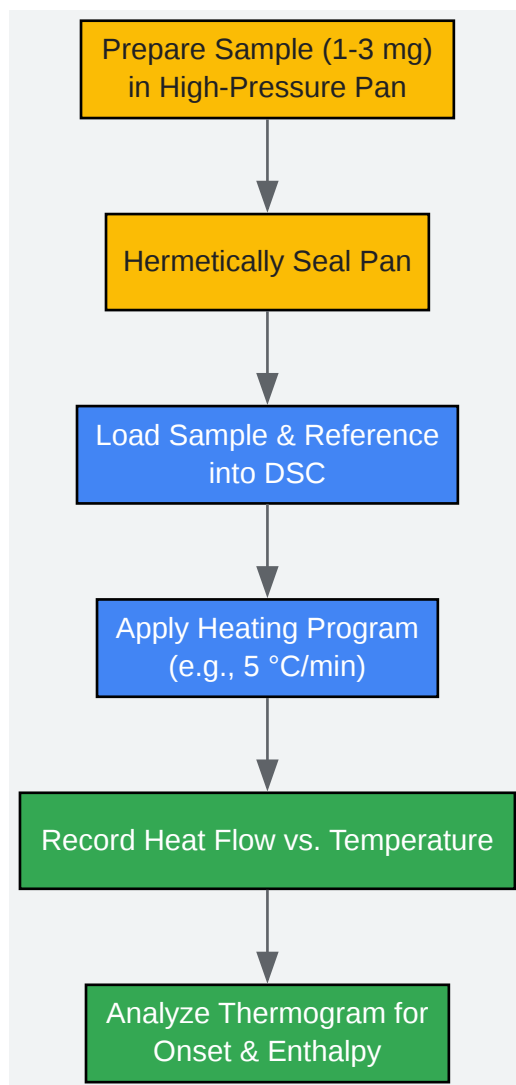 Prepare Sample (1-3 mg)
in High-Pressure Pan
Hermetically Seal Pan
Load Sample & Reference
into DSC
Apply Heating Program
(e.g., 5 °C/min)
Record Heat Flow vs. Temperature
Analyze Thermogram for
Onset & Enthalpy